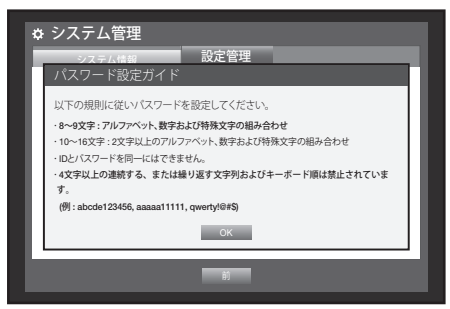 システム管理
システム情報
設定管理
パスワード設定ガイド
以下の規則に従いパスワードを設定してください。
· 8～9文字 : アルファベット、数字および特殊文字の組み合わせ
· 10～16文字 : 2文字以上のアルファベット、数字および特殊文字の組み合わせ
· IDとパスワードを同一にはできません。
· 4文字以上の連続する、または繰り返す文字列およびキーボード順は禁止されていま
す。
(例 : abcde123456, aaaaa11111, qwerty!@#$)
OK
前